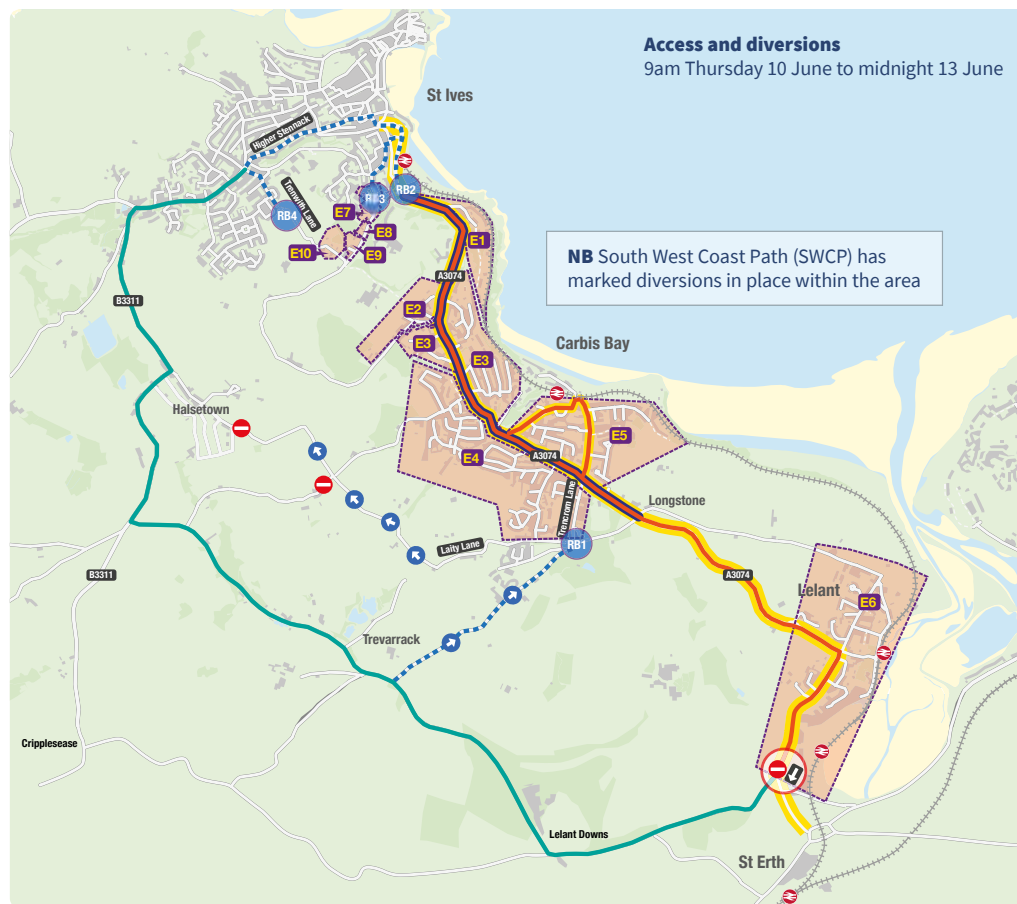 Access and diversions
9am Thursday 10 June to midnight 13 June
St Ives
Higher Stennack
RB2
RB3
Trenwith Lane
RB4
E7
E8
E10
E9
E1
NB South West Coast Path (SWCP) has
marked diversions in place within the area
A3074
B3311
E2
E3
E3
Carbis Bay
Halsetown
E5
E4
A3074
Trencrom Lane
Longstone
Laity Lane
RB1
B3311
A3074
Lelant
E6
Trevarrack
Cripplesease
Lelant Downs
St Erth